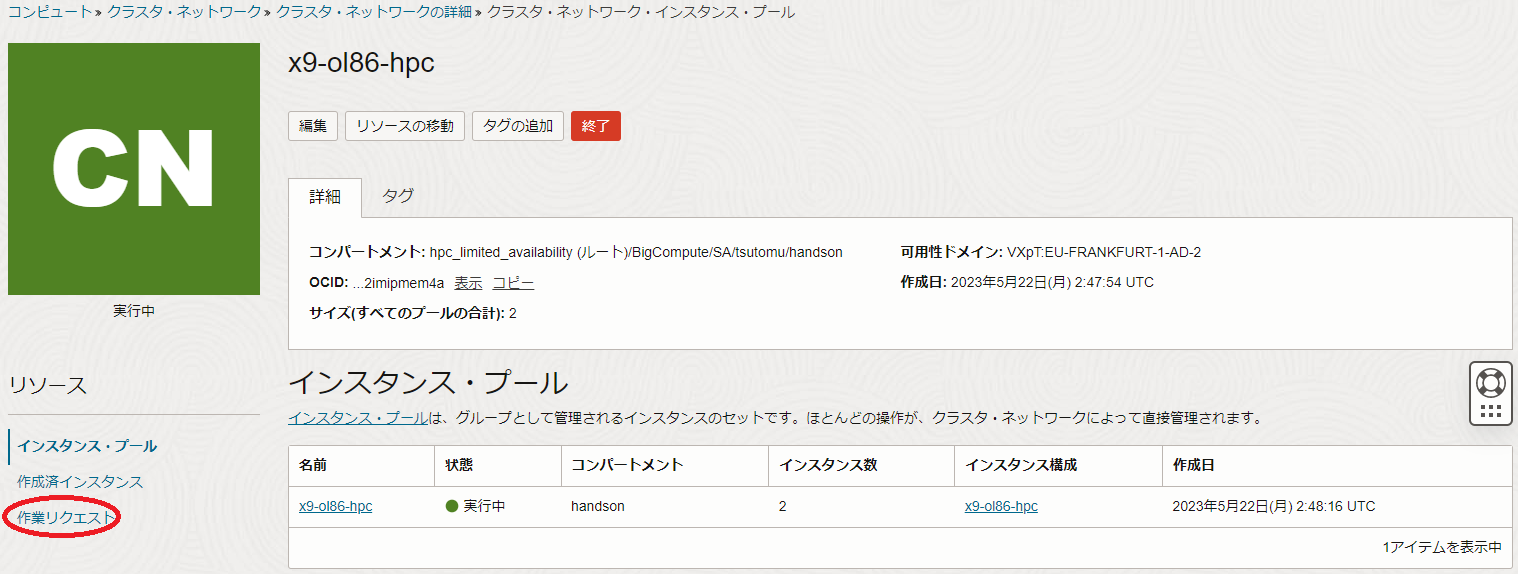 コンピュート » クラスタ・ネットワーク » クラスタ・ネットワークの詳細 » クラスタ・ネットワーク・インスタンス・プール
CN
実行中
x9-ol86-hpc
編集 リソースの移動 タグの追加 終了
詳細 タグ
コンパートメント: hpc_limited_availability (ルート)/BigCompute/SA/tsutomu/handson
OCID: ...2imipmem4a 表示 コピー
サイズ(すべてのプールの合計): 2
可用性ドメイン: VXpT:EU-FRANKFURT-1-AD-2
作成日: 2023年5月22日(月) 2:47:54 UTC
リソース
インスタンス・プール
作成済インスタンス
作業リクエスト
インスタンス・プール
インスタンス・プールは、グループとして管理されるインスタンスのセットです。ほとんどの操作が、クラスタ・ネットワークによって直接管理されます。
名前 状態 コンパートメント インスタンス数 インスタンス構成 作成日
x9-ol86-hpc 実行中 handson 2 x9-ol86-hpc 2023年5月22日(月) 2:48:16 UTC
1アイテムを表示中